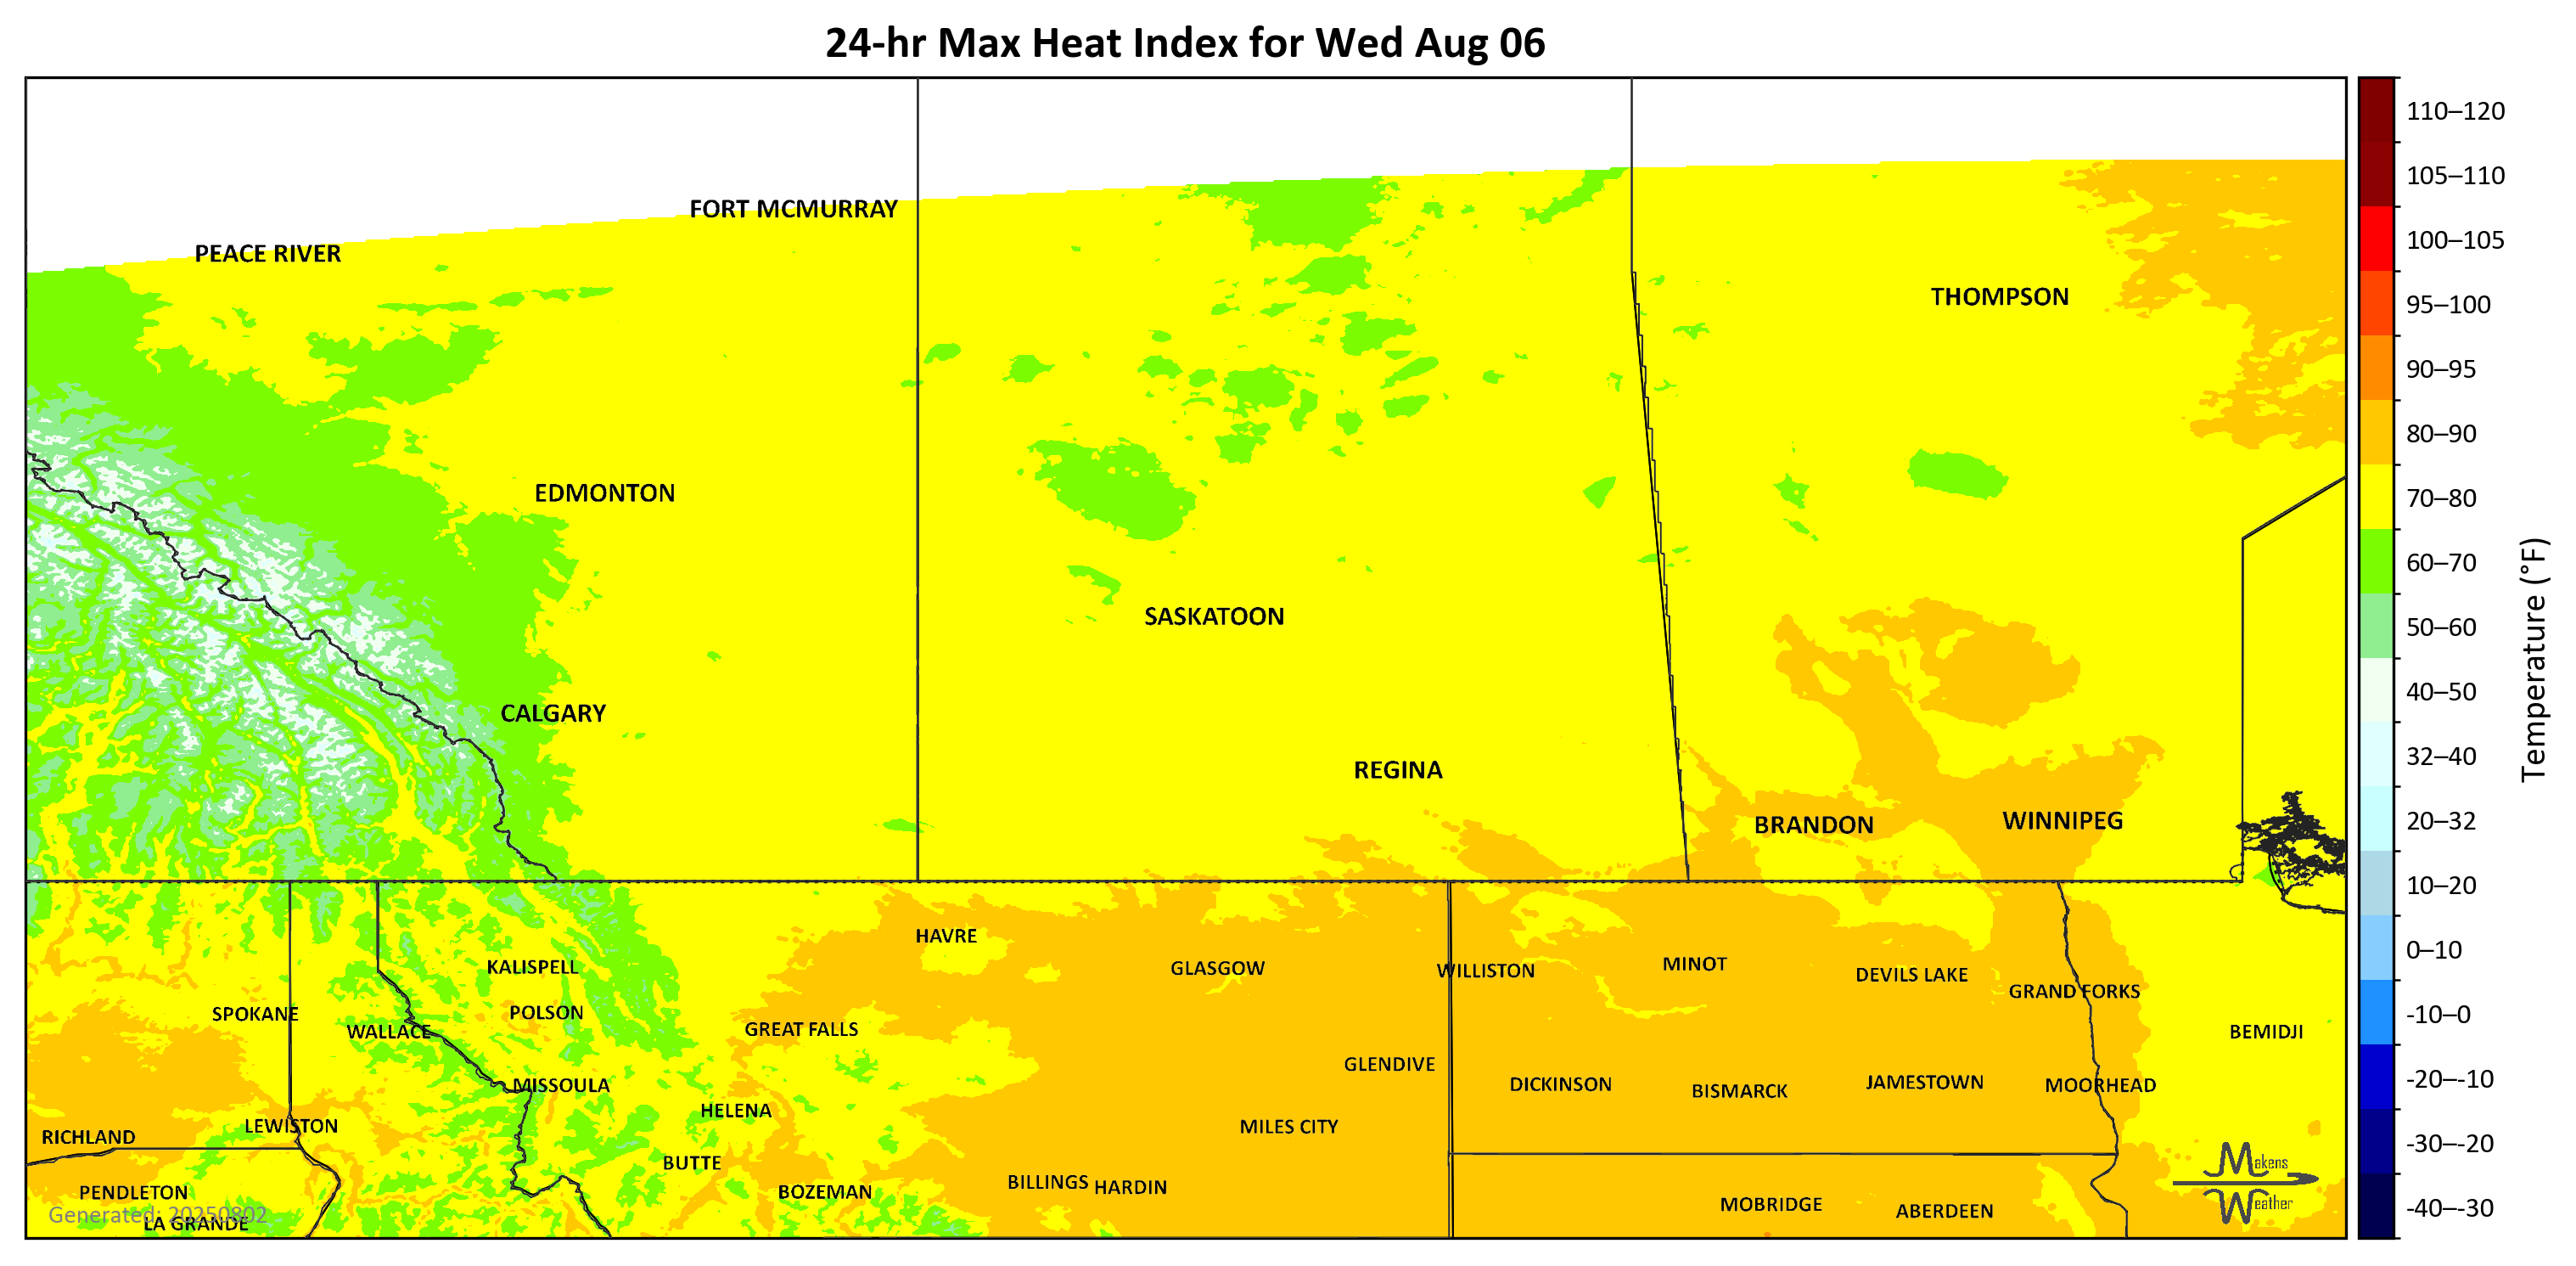 24-hr Max Heat Index for Wed Aug 06
FORT MCMURRAY
PEACE RIVER
THOMPSON
EDMONTON
SASKATOON
CALGARY
REGINA
BRANDON
WINNIPEG
HAVRE
KALISPELL
GLASGOW
WILLISTON
MINOT
DEVILS LAKE
GRAND FORKS
SPOKANE
POLSON
WALLACE
GREAT FALLS
BEMIDJI
GLENDIVE
MISSOULA
DICKINSON
BISMARCK
JAMESTOWN
MOORHEAD
HELENA
LEWISTON
MILES CITY
RICHLAND
BUTTE
PENDLETON
BOZEMAN
BILLINGS
HARDIN
MOBRIDGE
ABERDEEN
Generated: 20250802
LA GRANDE
Makens
Weather
110–120
105–110
100–105
95–100
90–95
80–90
70–80
60–70
50–60
40–50
32–40
20–32
10–20
0–10
-10–0
-20–-10
-30–-20
-40–-30
Temperature (°F)